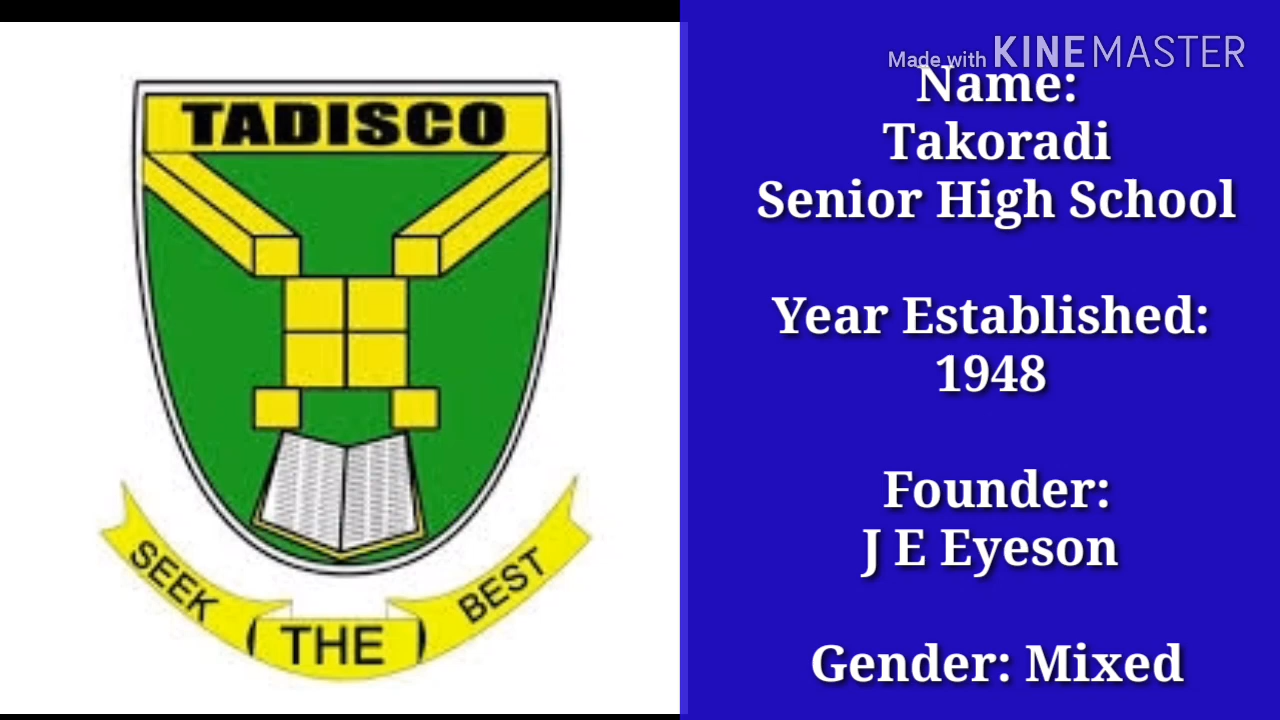 TADISCO
SEEK THE BEST
Made with KINEMASTER
Name:
Takoradi
Senior High School
Year Established:
1948
Founder:
J E Eyeson
Gender: Mixed